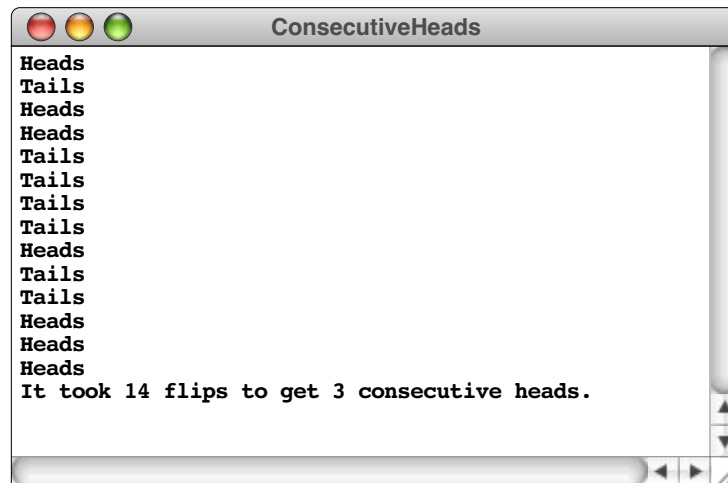 ConsecutiveHeads
Heads
Tails
Heads
Heads
Tails
Tails
Tails
Tails
Heads
Tails
Tails
Heads
Heads
Heads
It took 14 flips to get 3 consecutive heads.